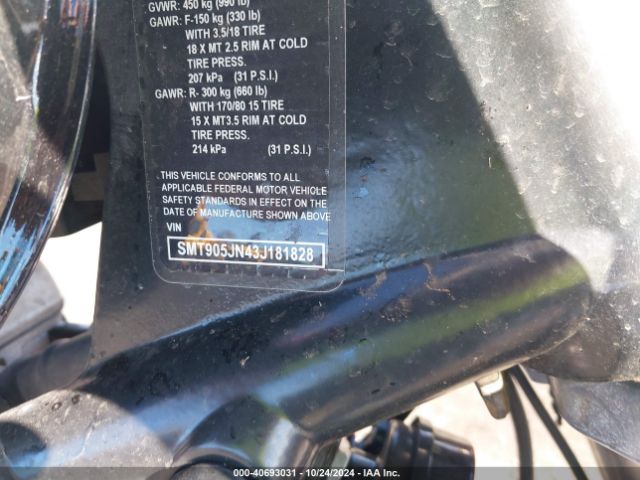 GVWR: 450 kg (990 lb)
GAWR: F-150 kg (330 lb)
WITH 3.5/18 TIRE
18 X MT 2.5 RIM AT COLD
TIRE PRESS.
207 kPa (31 P.S.I.)
GAWR: R- 300 kg (660 lb)
WITH 170/80 15 TIRE
15 X MT3.5 RIM AT COLD
TIRE PRESS.
214 kPa (31 P.S.I.)
THIS VEHICLE CONFORMS TO ALL
APPLICABLE FEDERAL MOTOR VEHICLE
SAFETY STANDARDS IN EFFECT ON THE
DATE OF MANUFACTURE SHOWN ABOVE
VIN
SMT905JN43J181828
00-40693031 - 10/24/2024 - IAA Inc.